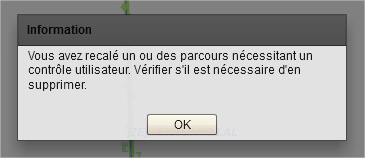 Information
Vous avez recalé un ou des parcours nécessitant un
contrôle utilisateur. Vérifier s'il est nécessaire d'en
supprimer.
OK